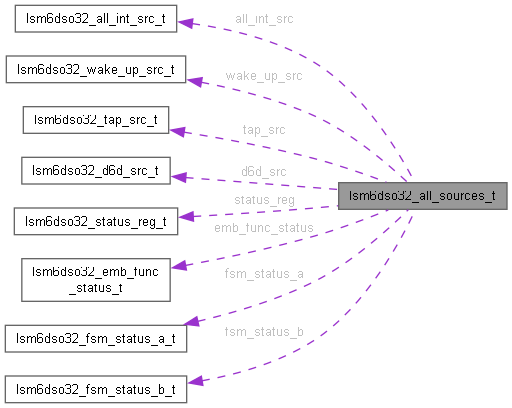 lsm6dso32_all_int_src_t
all_int_src
lsm6dso32_wake_up_src_t
wake_up_src
lsm6dso32_tap_src_t
tap_src
lsm6dso32_d6d_src_t
d6d_src
lsm6dso32_all_sources_t
status_reg
lsm6dso32_status_reg_t
emb_func_status
lsm6dso32_emb_func
_status_t
fsm_status_a
lsm6dso32_fsm_status_a_t
fsm_status_b
lsm6dso32_fsm_status_b_t